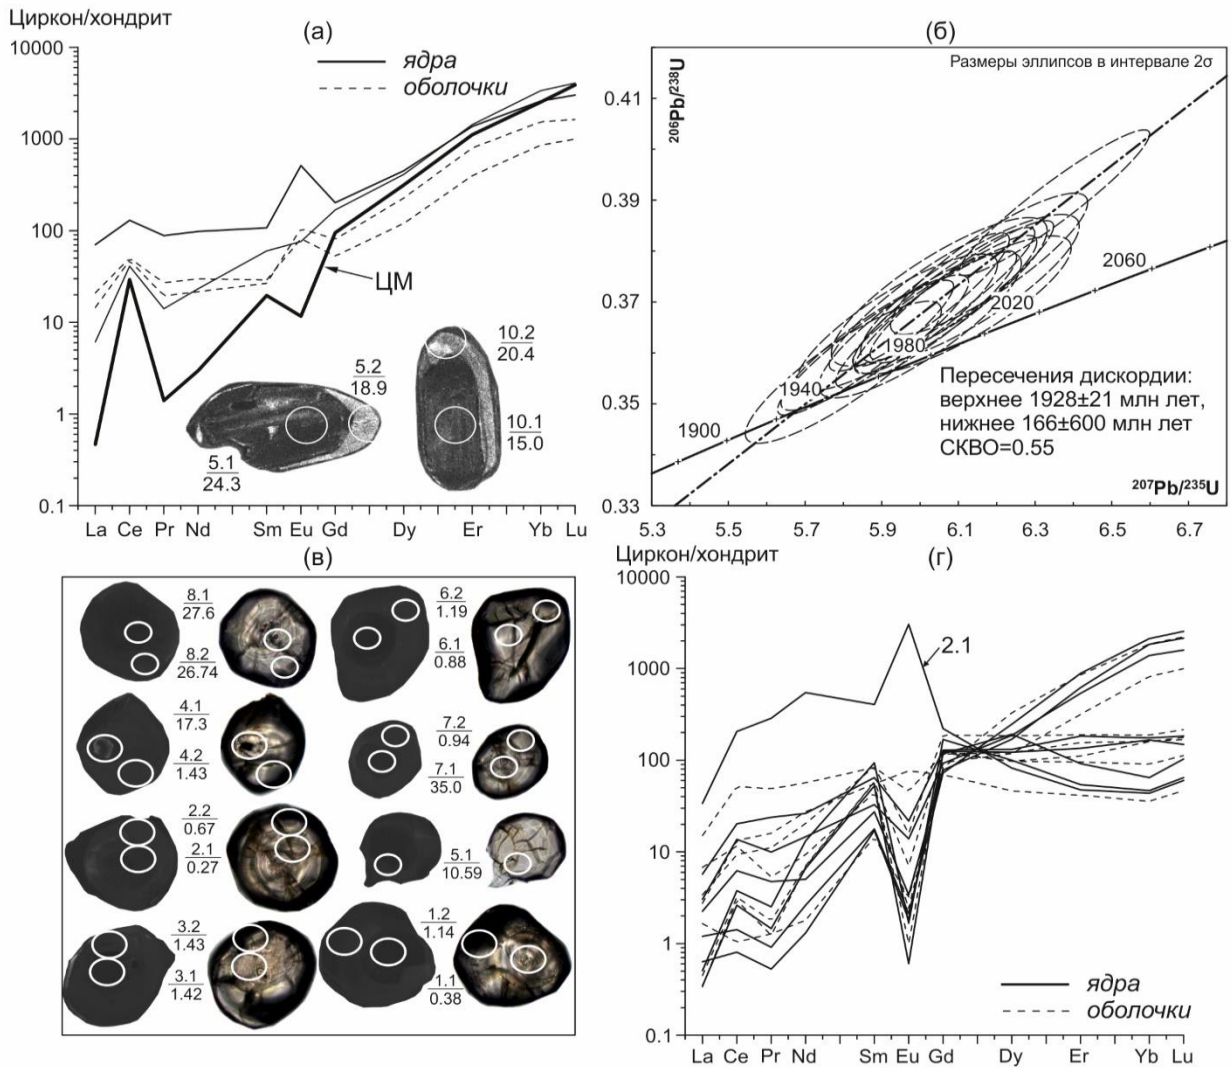 Циркон/хондрит
(а)
10000
1000
100
10
1
0.1
ядра
оболочки
ЦМ
5.2
18.9
10.2
20.4
5.1
24.3
10.1
15.0
La Ce Pr Nd Sm Eu Gd Dy Er Yb Lu
(б)
Размеры эллипсов в интервале 2σ
²⁰⁶Pb/²³⁸U
0.41
0.39
0.37
0.35
0.33
2060
2020
1980
1940
1900
Пересечения дискордии:
верхнее 1928±21 млн лет,
нижнее 166±600 млн лет
СКВО=0.55
²⁰⁷Pb/²³⁵U
5.3 5.5 5.7 5.9 6.1 6.3 6.5 6.7
(в)
8.1
27.6
8.2
26.74
6.2
1.19
6.1
0.88
4.1
17.3
4.2
1.43
7.2
0.94
7.1
35.0
2.2
0.67
2.1
0.27
5.1
10.59
3.2
1.43
3.1
1.42
1.2
1.14
1.1
0.38
Циркон/хондрит
(г)
10000
1000
100
10
1
0.1
2.1
ядра
оболочки
La Ce Pr Nd Sm Eu Gd Dy Er Yb Lu